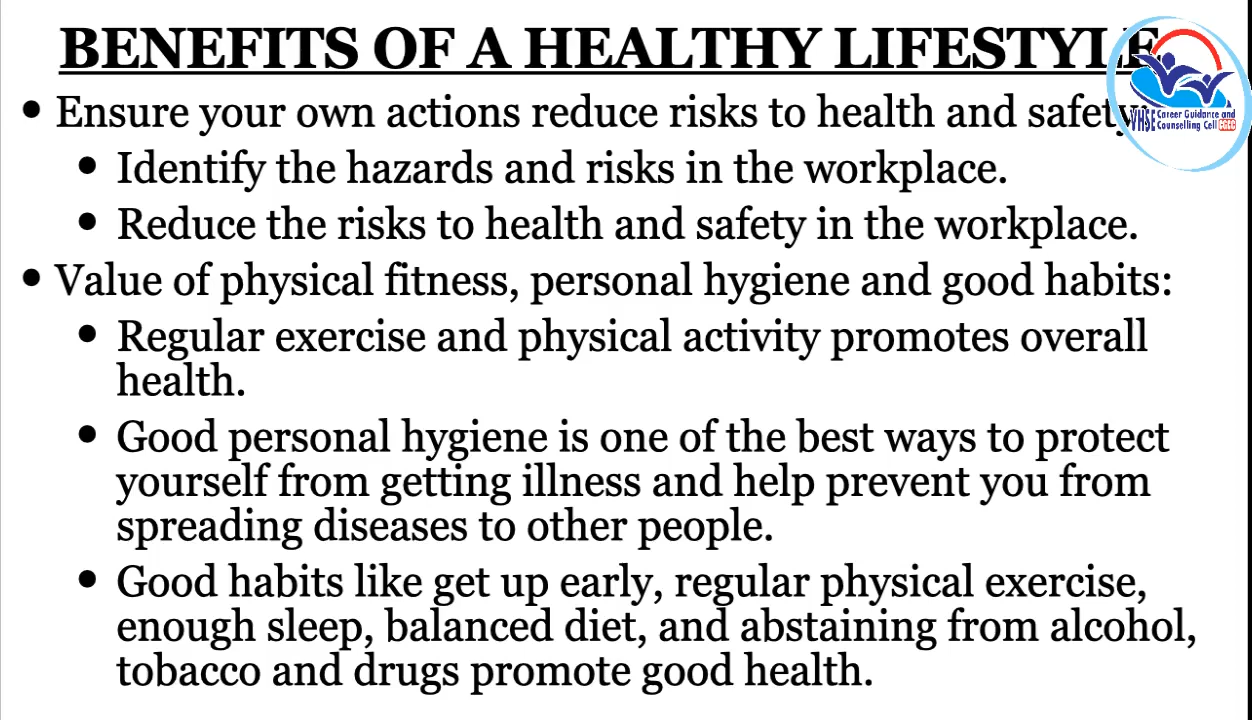 BENEFITS OF A HEALTHY LIFESTYLE
• Ensure your own actions reduce risks to health and safety
• Identify the hazards and risks in the workplace.
• Reduce the risks to health and safety in the workplace.
• Value of physical fitness, personal hygiene and good habits:
• Regular exercise and physical activity promotes overall
health.
• Good personal hygiene is one of the best ways to protect
yourself from getting illness and help prevent you from
spreading diseases to other people.
• Good habits like get up early, regular physical exercise,
enough sleep, balanced diet, and abstaining from alcohol,
tobacco and drugs promote good health.
VHSE Career Guidance and
Counselling Cell CGCC